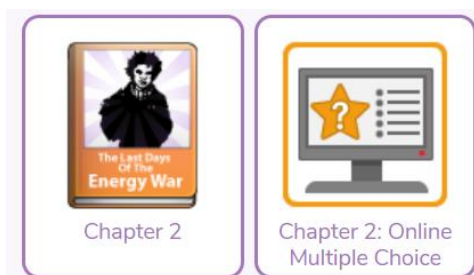 The Last Days
Of The
Energy War
Chapter 2
?
Chapter 2: Online
Multiple Choice